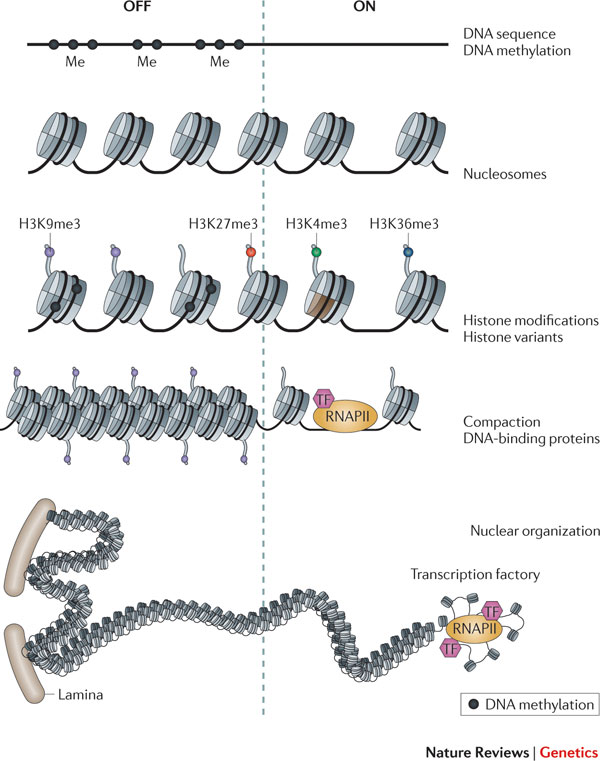 OFF
ON
DNA sequence
DNA methylation
Me
Me
Me
Nucleosomes
H3K9me3
H3K27me3
H3K4me3
H3K36me3
Histone modifications
Histone variants
TF
RNAPII
Compaction
DNA-binding proteins
Nuclear organization
Transcription factory
TF
RNAPII
TF
Lamina
DNA methylation
Nature Reviews | Genetics